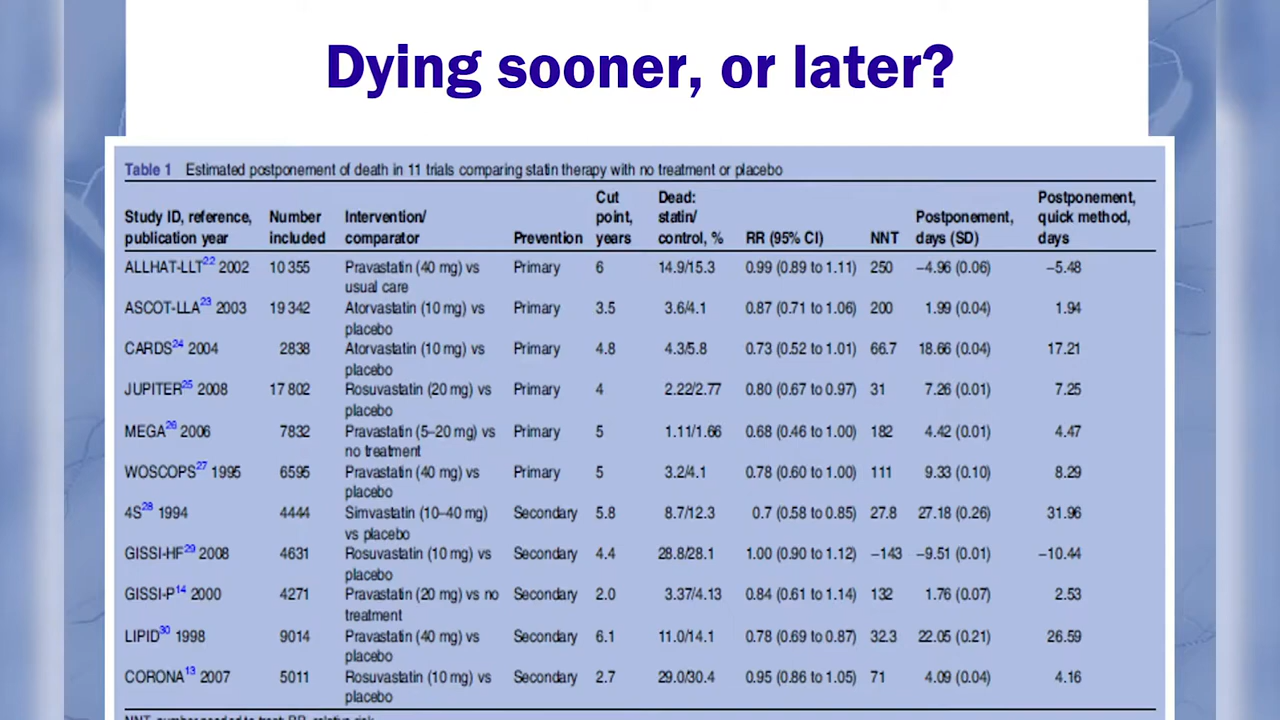 Dying sooner, or later?
Table 1 Estimated postponement of death in 11 trials comparing statin therapy with no treatment or placebo
Study ID, reference, publication year Number included Intervention/ comparator Prevention Cut point, years Dead: statin/ control, % RR (95% CI) NNT Postponement, days (SD) Postponement, quick method, days
ALLHAT-LLT22 2002 10 355 Pravastatin (40 mg) vs usual care Primary 6 14.9/15.3 0.99 (0.89 to 1.11) 250 −4.96 (0.06) −5.48
ASCOT-LLA23 2003 19 342 Atorvastatin (10 mg) vs placebo Primary 3.5 3.6/4.1 0.87 (0.71 to 1.06) 200 1.99 (0.04) 1.94
CARDS24 2004 2838 Atorvastatin (10 mg) vs placebo Primary 4.8 4.3/5.8 0.73 (0.52 to 1.01) 66.7 18.66 (0.04) 17.21
JUPITER25 2008 17 802 Rosuvastatin (20 mg) vs placebo Primary 4 2.22/2.77 0.80 (0.67 to 0.97) 31 7.26 (0.01) 7.25
MEGA26 2006 7832 Pravastatin (5–20 mg) vs no treatment Primary 5 1.11/1.66 0.68 (0.46 to 1.00) 182 4.42 (0.01) 4.47
WOSCOPS27 1995 6595 Pravastatin (40 mg) vs placebo Primary 5 3.2/4.1 0.78 (0.60 to 1.00) 111 9.33 (0.10) 8.29
4S28 1994 4444 Simvastatin (10–40 mg) vs placebo Secondary 5.8 8.7/12.3 0.7 (0.58 to 0.85) 27.8 27.18 (0.26) 31.96
GISSI-HF29 2008 4631 Rosuvastatin (10 mg) vs placebo Secondary 4.4 28.8/28.1 1.00 (0.90 to 1.12) −143 −9.51 (0.01) −10.44
GISSI-P14 2000 4271 Pravastatin (20 mg) vs no treatment Secondary 2.0 3.37/4.13 0.84 (0.61 to 1.14) 132 1.76 (0.07) 2.53
LIPID30 1998 9014 Pravastatin (40 mg) vs placebo Secondary 6.1 11.0/14.1 0.78 (0.69 to 0.87) 32.3 22.05 (0.21) 26.59
CORONA13 2007 5011 Rosuvastatin (10 mg) vs placebo Secondary 2.7 29.0/30.4 0.95 (0.86 to 1.05) 71 4.09 (0.04) 4.16